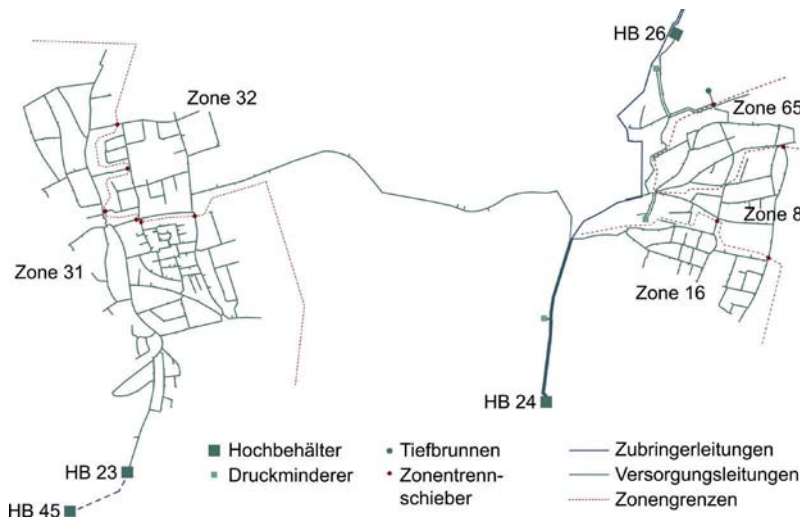 HB 26
Zone 32
Zone 65
Zone 8
Zone 31
Zone 16
HB 24
HB 23
HB 45
Hochbehälter
Druckminderer
Tiefbrunnen
Zonentrenn-
schieber
Zubringerleitungen
Versorgungsleitungen
Zonengrenzen